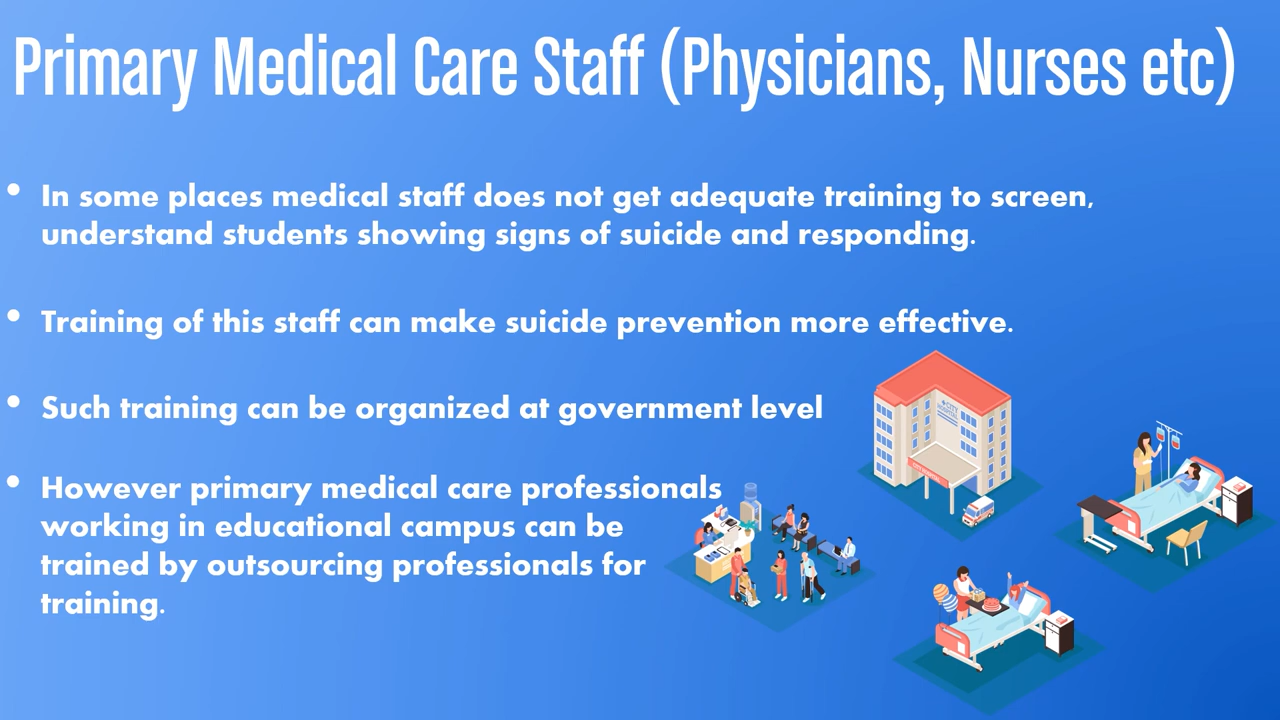 Primary Medical Care Staff (Physicians, Nurses etc)
• In some places medical staff does not get adequate training to screen,
understand students showing signs of suicide and responding.
• Training of this staff can make suicide prevention more effective.
• Such training can be organized at government level
• However primary medical care professionals
working in educational campus can be
trained by outsourcing professionals for
training.
CITY
HOSPITAL